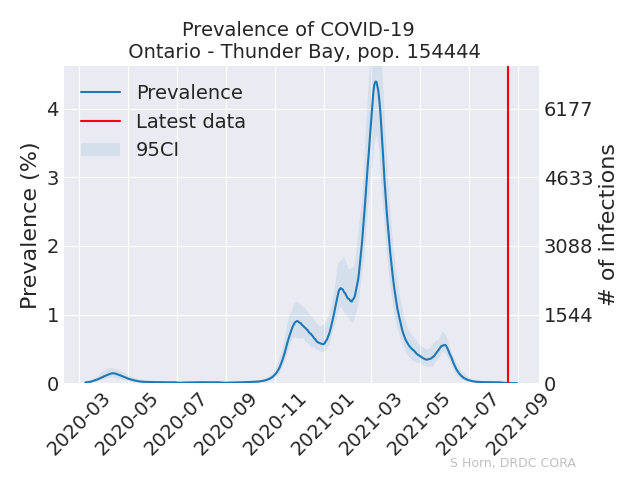 Prevalence of COVID-19
Ontario - Thunder Bay, pop. 154444
Prevalence
Latest data
95CI
Prevalence (%)
4
3
2
1
0
6177
4633
3088
1544
0
# of infections
2020-03
2020-05
2020-07
2020-09
2020-11
2021-01
2021-03
2021-05
2021-07
2021-09
S Horn, DRDC CORA